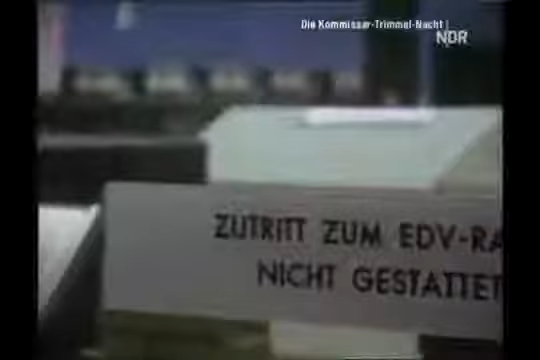 Die Kommissar-Trimmel-Nacht
NDR
ZUTRITT ZUM EDV-RA
NICHT GESTATTET